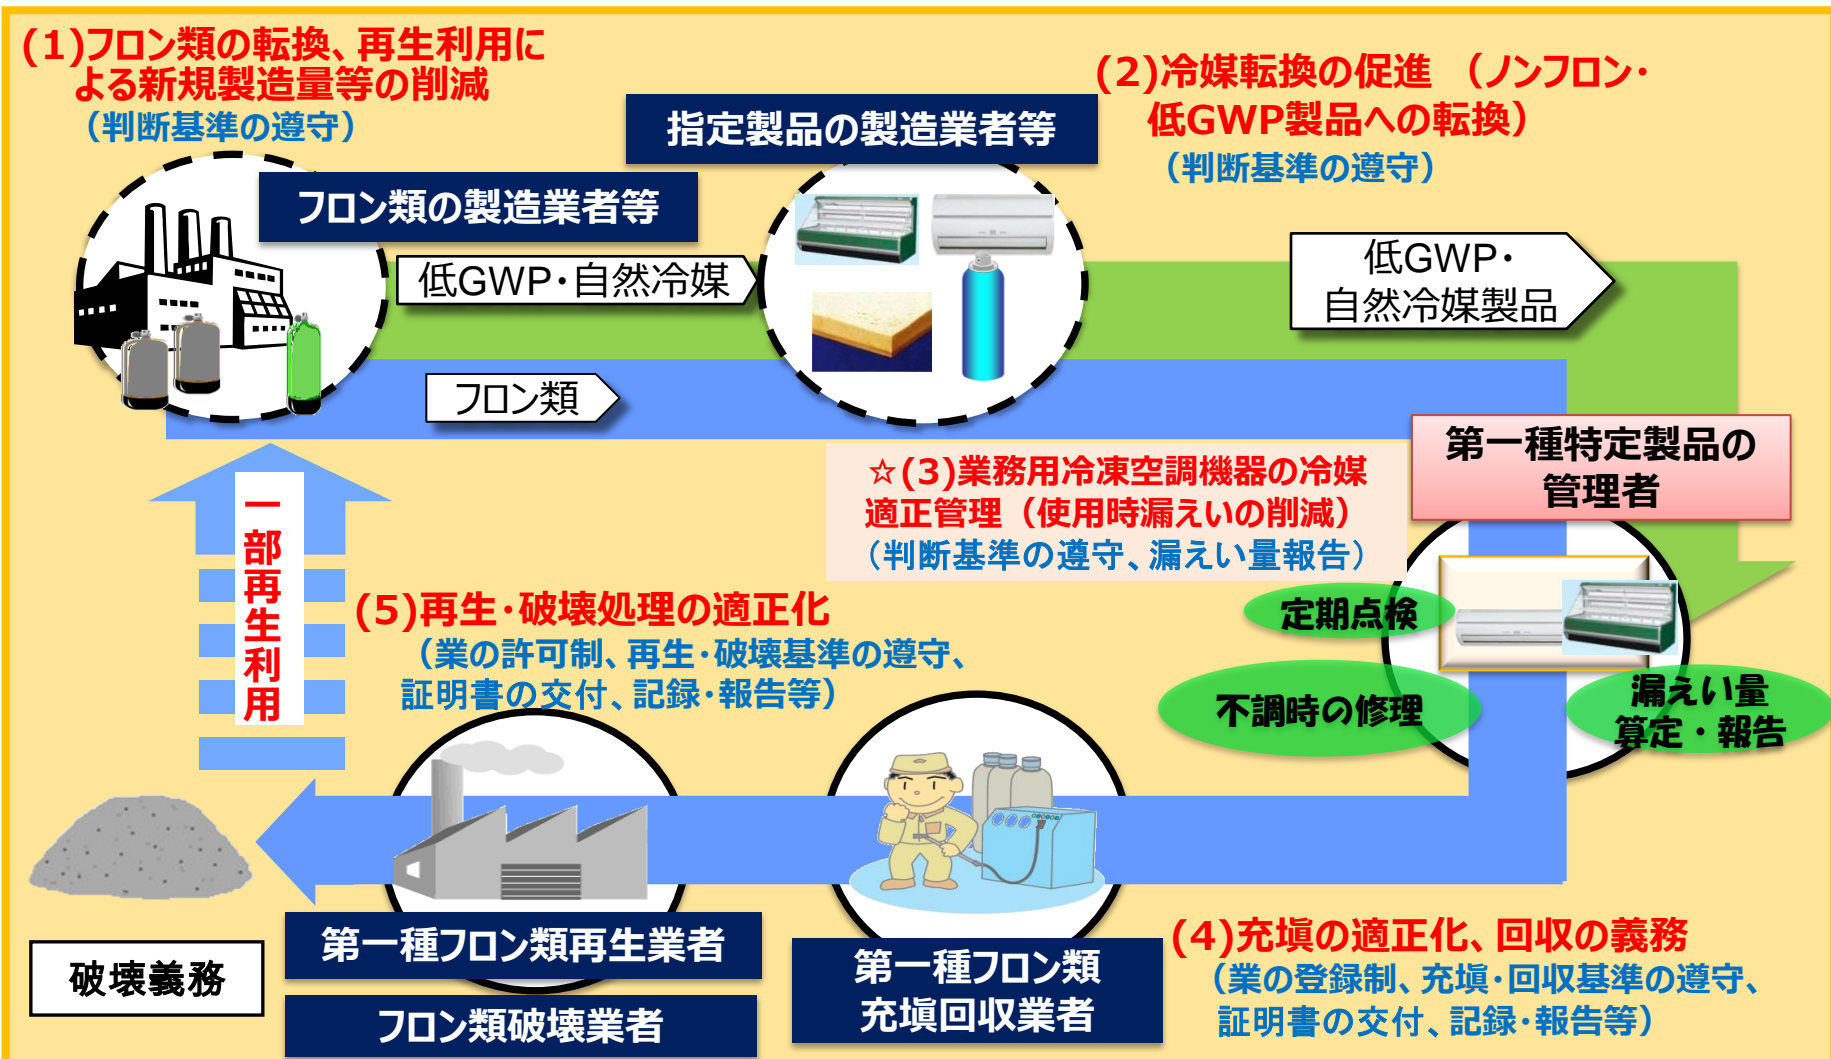 (1)フロン類の転換、再生利用に
よる新規製造量等の削減
（判断基準の遵守）
フロン類の製造業者等
指定製品の製造業者等
(2)冷媒転換の促進 （ノンフロン・
低GWP製品への転換）
（判断基準の遵守）
低GWP・自然冷媒
低GWP・
自然冷媒製品
フロン類
第一種特定製品の
管理者
☆(3)業務用冷凍空調機器の冷媒
適正管理（使用時漏えいの削減）
（判断基準の遵守、漏えい量報告）
定期点検
不調時の修理
漏えい量
算定・報告
一部再生利用
(5)再生・破壊処理の適正化
（業の許可制、再生・破壊基準の遵守、
証明書の交付、記録・報告等）
破壊義務
第一種フロン類再生業者
フロン類破壊業者
第一種フロン類
充塡回収業者
(4)充塡の適正化、回収の義務
（業の登録制、充塡・回収基準の遵守、
証明書の交付、記録・報告等）